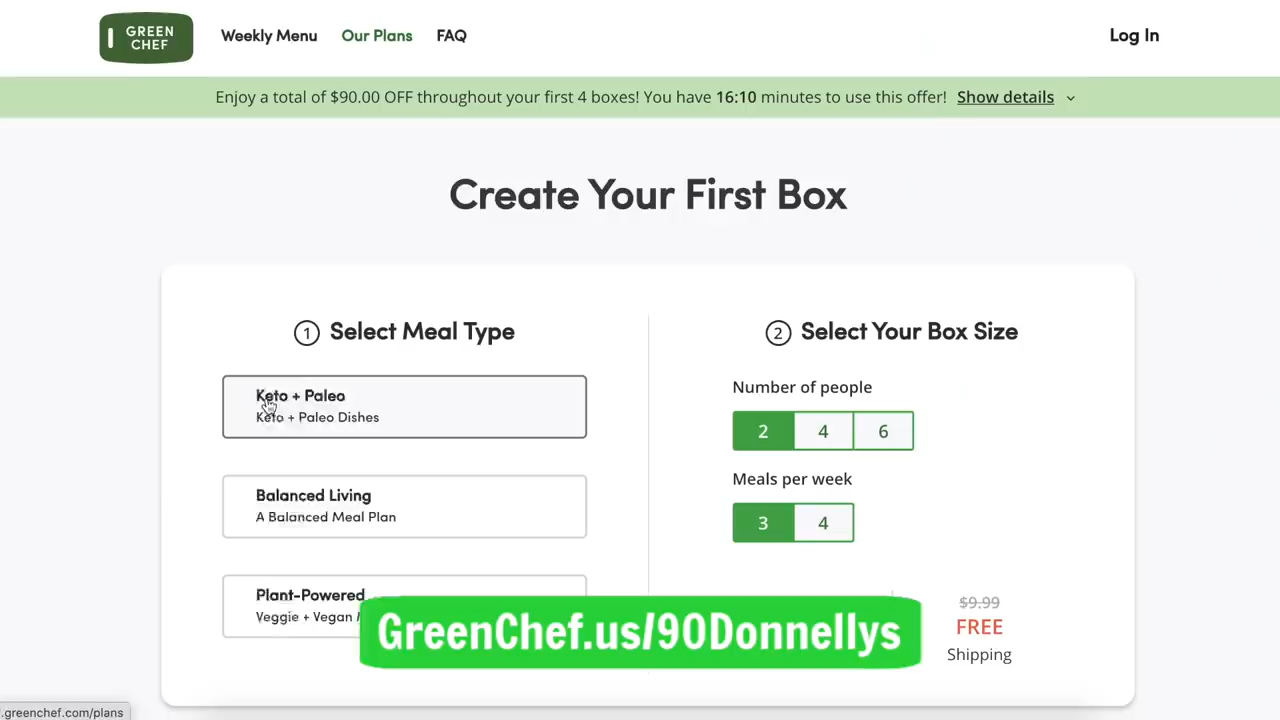 GREEN
CHEF
Weekly Menu
Our Plans
FAQ
Log In
Enjoy a total of $90.00 OFF throughout your first 4 boxes! You have 16:10 minutes to use this offer! Show details
Create Your First Box
1 Select Meal Type
Keto + Paleo
Keto + Paleo Dishes
Balanced Living
A Balanced Meal Plan
Plant-Powered
Veggie + Vegan
2 Select Your Box Size
Number of people
2 4 6
Meals per week
3 4
$9.99
FREE
Shipping
GreenChef.us/90Donnellys
.greenchef.com/plans